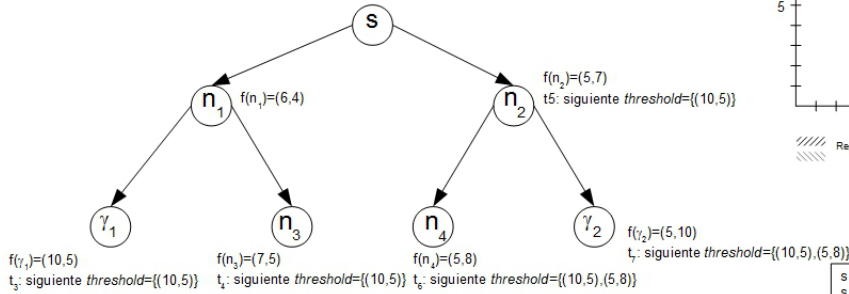 s
5
f(n₂)=(5,7)
n₁ f(n₁)=(6,4)
n₂ t5: siguiente threshold={(10,5)}
Re
γ₁ n₃ n₄ γ₂
f(γ₂)=(5,10)
f(γ₁)=(10,5) f(n₃)=(7,5) f(n₄)=(5,8) t₇: siguiente threshold={(10,5),(5,8)}
t₃: siguiente threshold={(10,5)} t₄: siguiente threshold={(10,5)} t₆: siguiente threshold={(10,5),(5,8)}
s